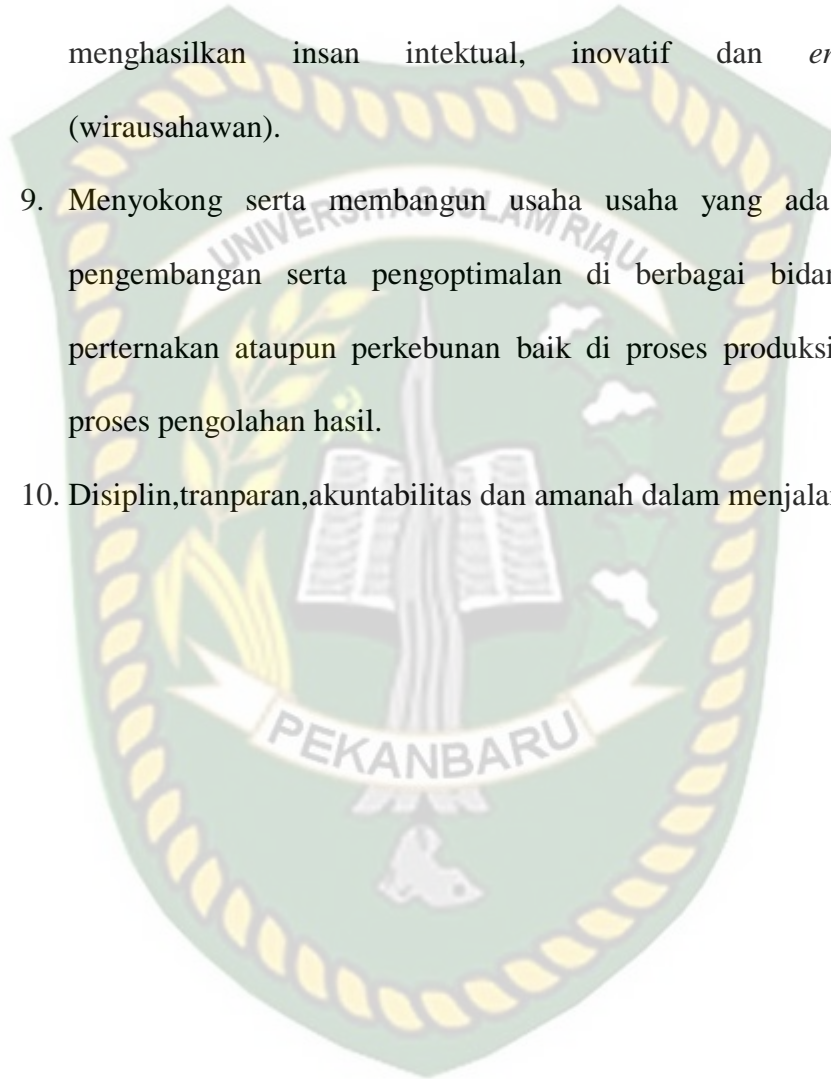 menghasilkan insan intektual, inovatif dan
(wirausahawan).
9. Menyokong serta membangun usaha usaha yang ada
pengembangan serta pengoptimalan di berbagai
perternakan ataupun perkebunan baik di proses produksi
proses pengolahan hasil.
10. Disiplin,tranparan,akuntabilitas dan amanah dalam
UNIVERSITAS ISLAM RIAU
PEKANBARU